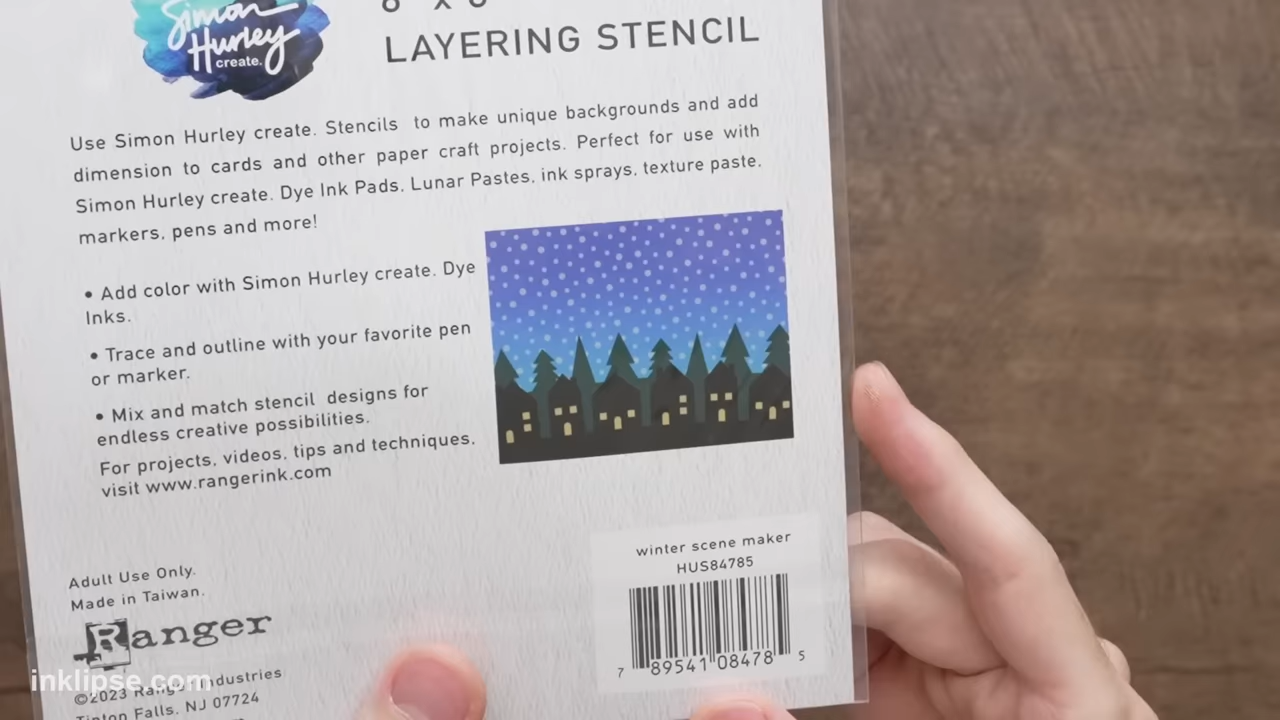 Simon
Hurley
create.
LAYERING STENCIL
Use Simon Hurley create. Stencils to make unique backgrounds and add
dimension to cards and other paper craft projects. Perfect for use with
Simon Hurley create. Dye Ink Pads, Lunar Pastes, ink sprays, texture paste,
markers, pens and more!
• Add color with Simon Hurley create. Dye
Inks.
• Trace and outline with your favorite pen
or marker.
• Mix and match stencil designs for
endless creative possibilities.
For projects, videos, tips and techniques,
visit www.rangerink.com
winter scene maker
HUS84785
7 89541 08478 5
Adult Use Only.
Made in Taiwan.
Ranger
©2023 Ranger Industries
Tinton Falls, NJ 07724
inklipse.com